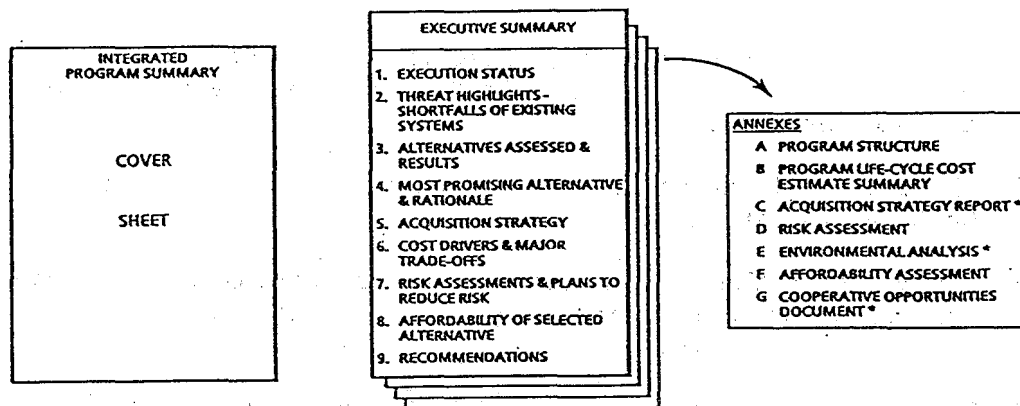 INTEGRATED
PROGRAM SUMMARY
COVER
SHEET
EXECUTIVE SUMMARY
1. EXECUTION STATUS
2. THREAT HIGHLIGHTS -
SHORTFALLS OF EXISTING
SYSTEMS
3. ALTERNATIVES ASSESSED &
RESULTS
4. MOST PROMISING ALTERNATIVE
& RATIONALE
5. ACQUISITION STRATEGY
6. COST DRIVERS & MAJOR
TRADE-OFFS
7. RISK ASSESSMENTS & PLANS TO
REDUCE RISK
8. AFFORDABILITY OF SELECTED
ALTERNATIVE
9. RECOMMENDATIONS
ANNEXES
A PROGRAM STRUCTURE
B PROGRAM LIFE-CYCLE COST
ESTIMATE SUMMARY
C ACQUISITION STRATEGY REPORT *
D RISK ASSESSMENT
E ENVIRONMENTAL ANALYSIS *
F AFFORDABILITY ASSESSMENT
G COOPERATIVE OPPORTUNITIES
DOCUMENT *